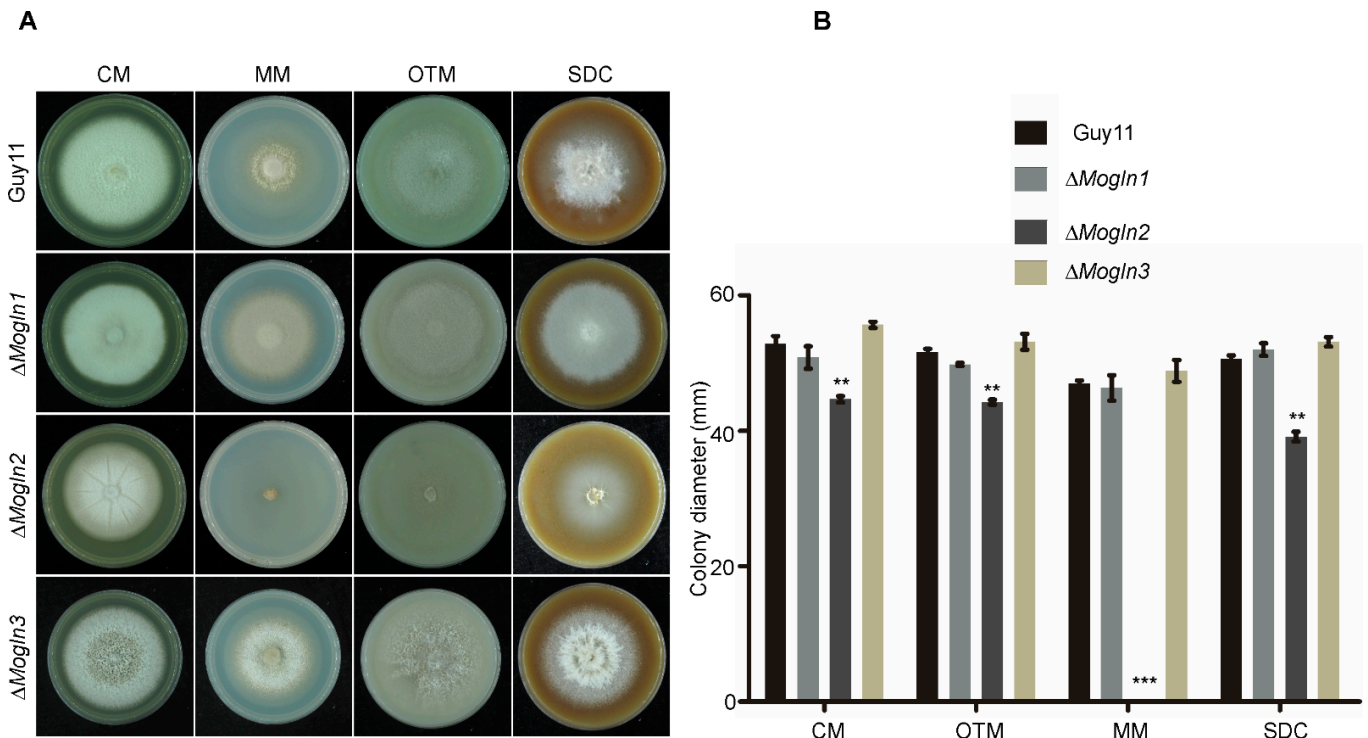 A
B
CM MM OTM SDC
Guy11
ΔMogln1
ΔMogln2
ΔMogln3
Guy11
ΔMogln1
ΔMogln2
ΔMogln3
Colony diameter (mm)
60
40
20
0
** ** *** **
CM OTM MM SDC